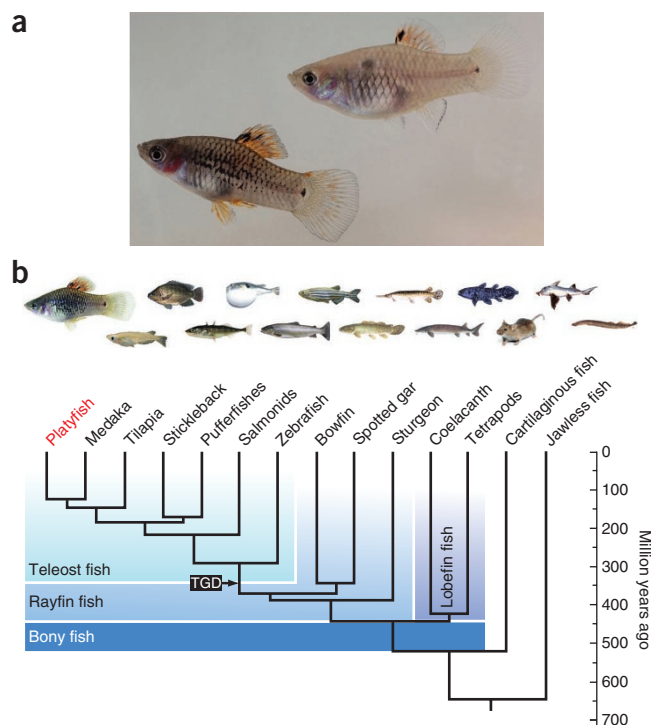 a
b
Platyfish
Medaka
Tilapia
Stickleback
Pufferfishes
Salmonids
Zebrafish
Bowfin
Spotted gar
Sturgeon
Coelacanth
Tetrapods
Cartilaginous fish
Jawless fish
0
100
200
300
400
500
600
700
Million years ago
Teleost fish
TGD
Rayfin fish
Lobefin fish
Bony fish